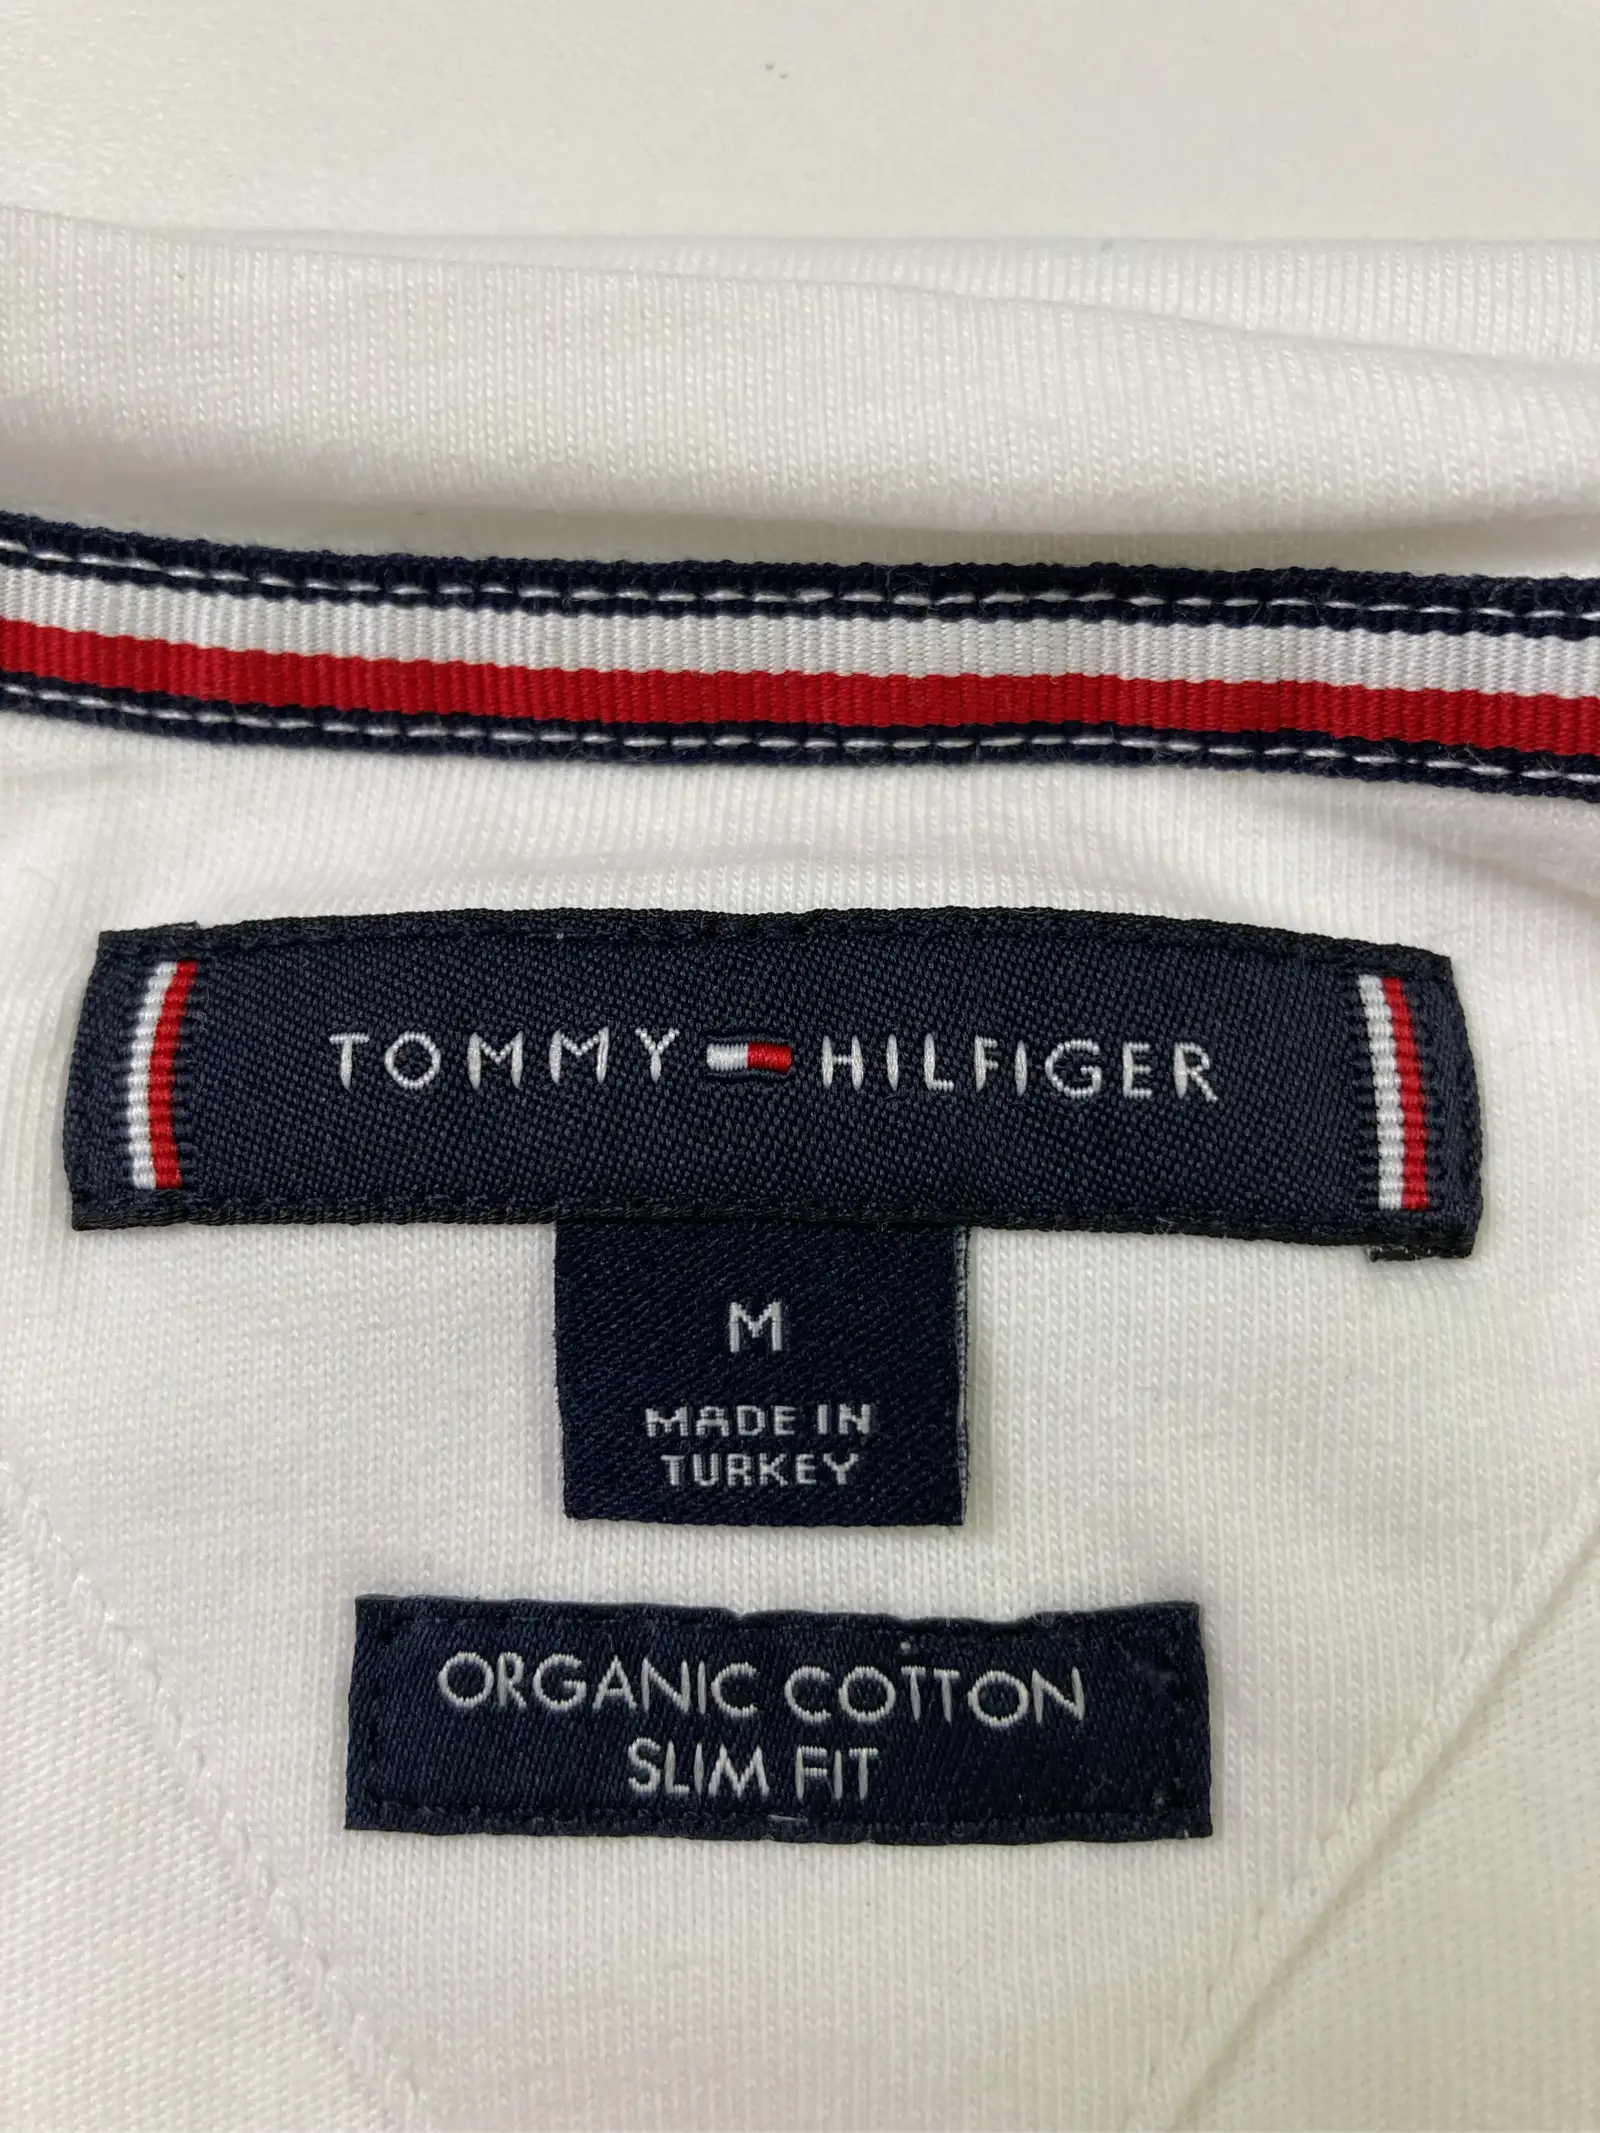 TOMMY HILFIGER
M
MADE IN
TURKEY
ORGANIC COTTON
SLIM FIT